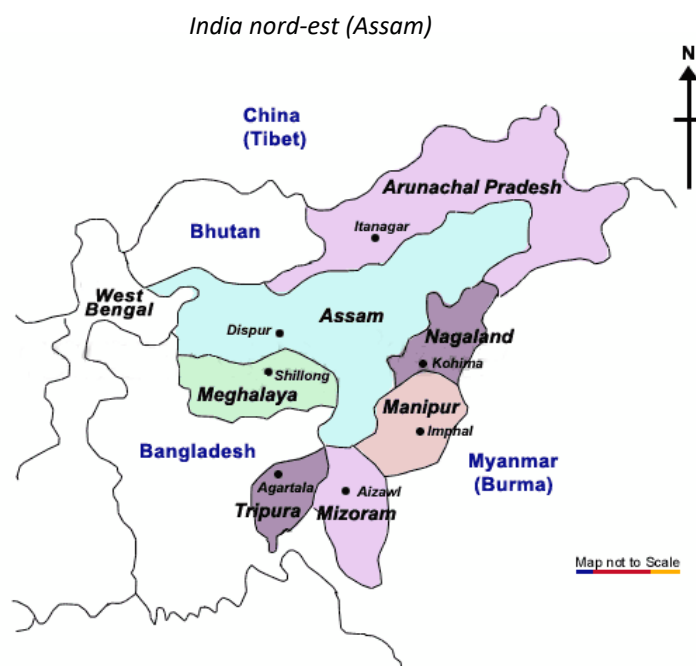 India nord-est (Assam)
N
China
(Tibet)
Arunachal Pradesh
Itanagar
Bhutan
West
Bengal
Assam
Dispur
Nagaland
Kohima
Shillong
Meghalaya
Manipur
Imphal
Bangladesh
Myanmar
(Burma)
Agartala
Aizawl
Tripura
Mizoram
Map not to Scale